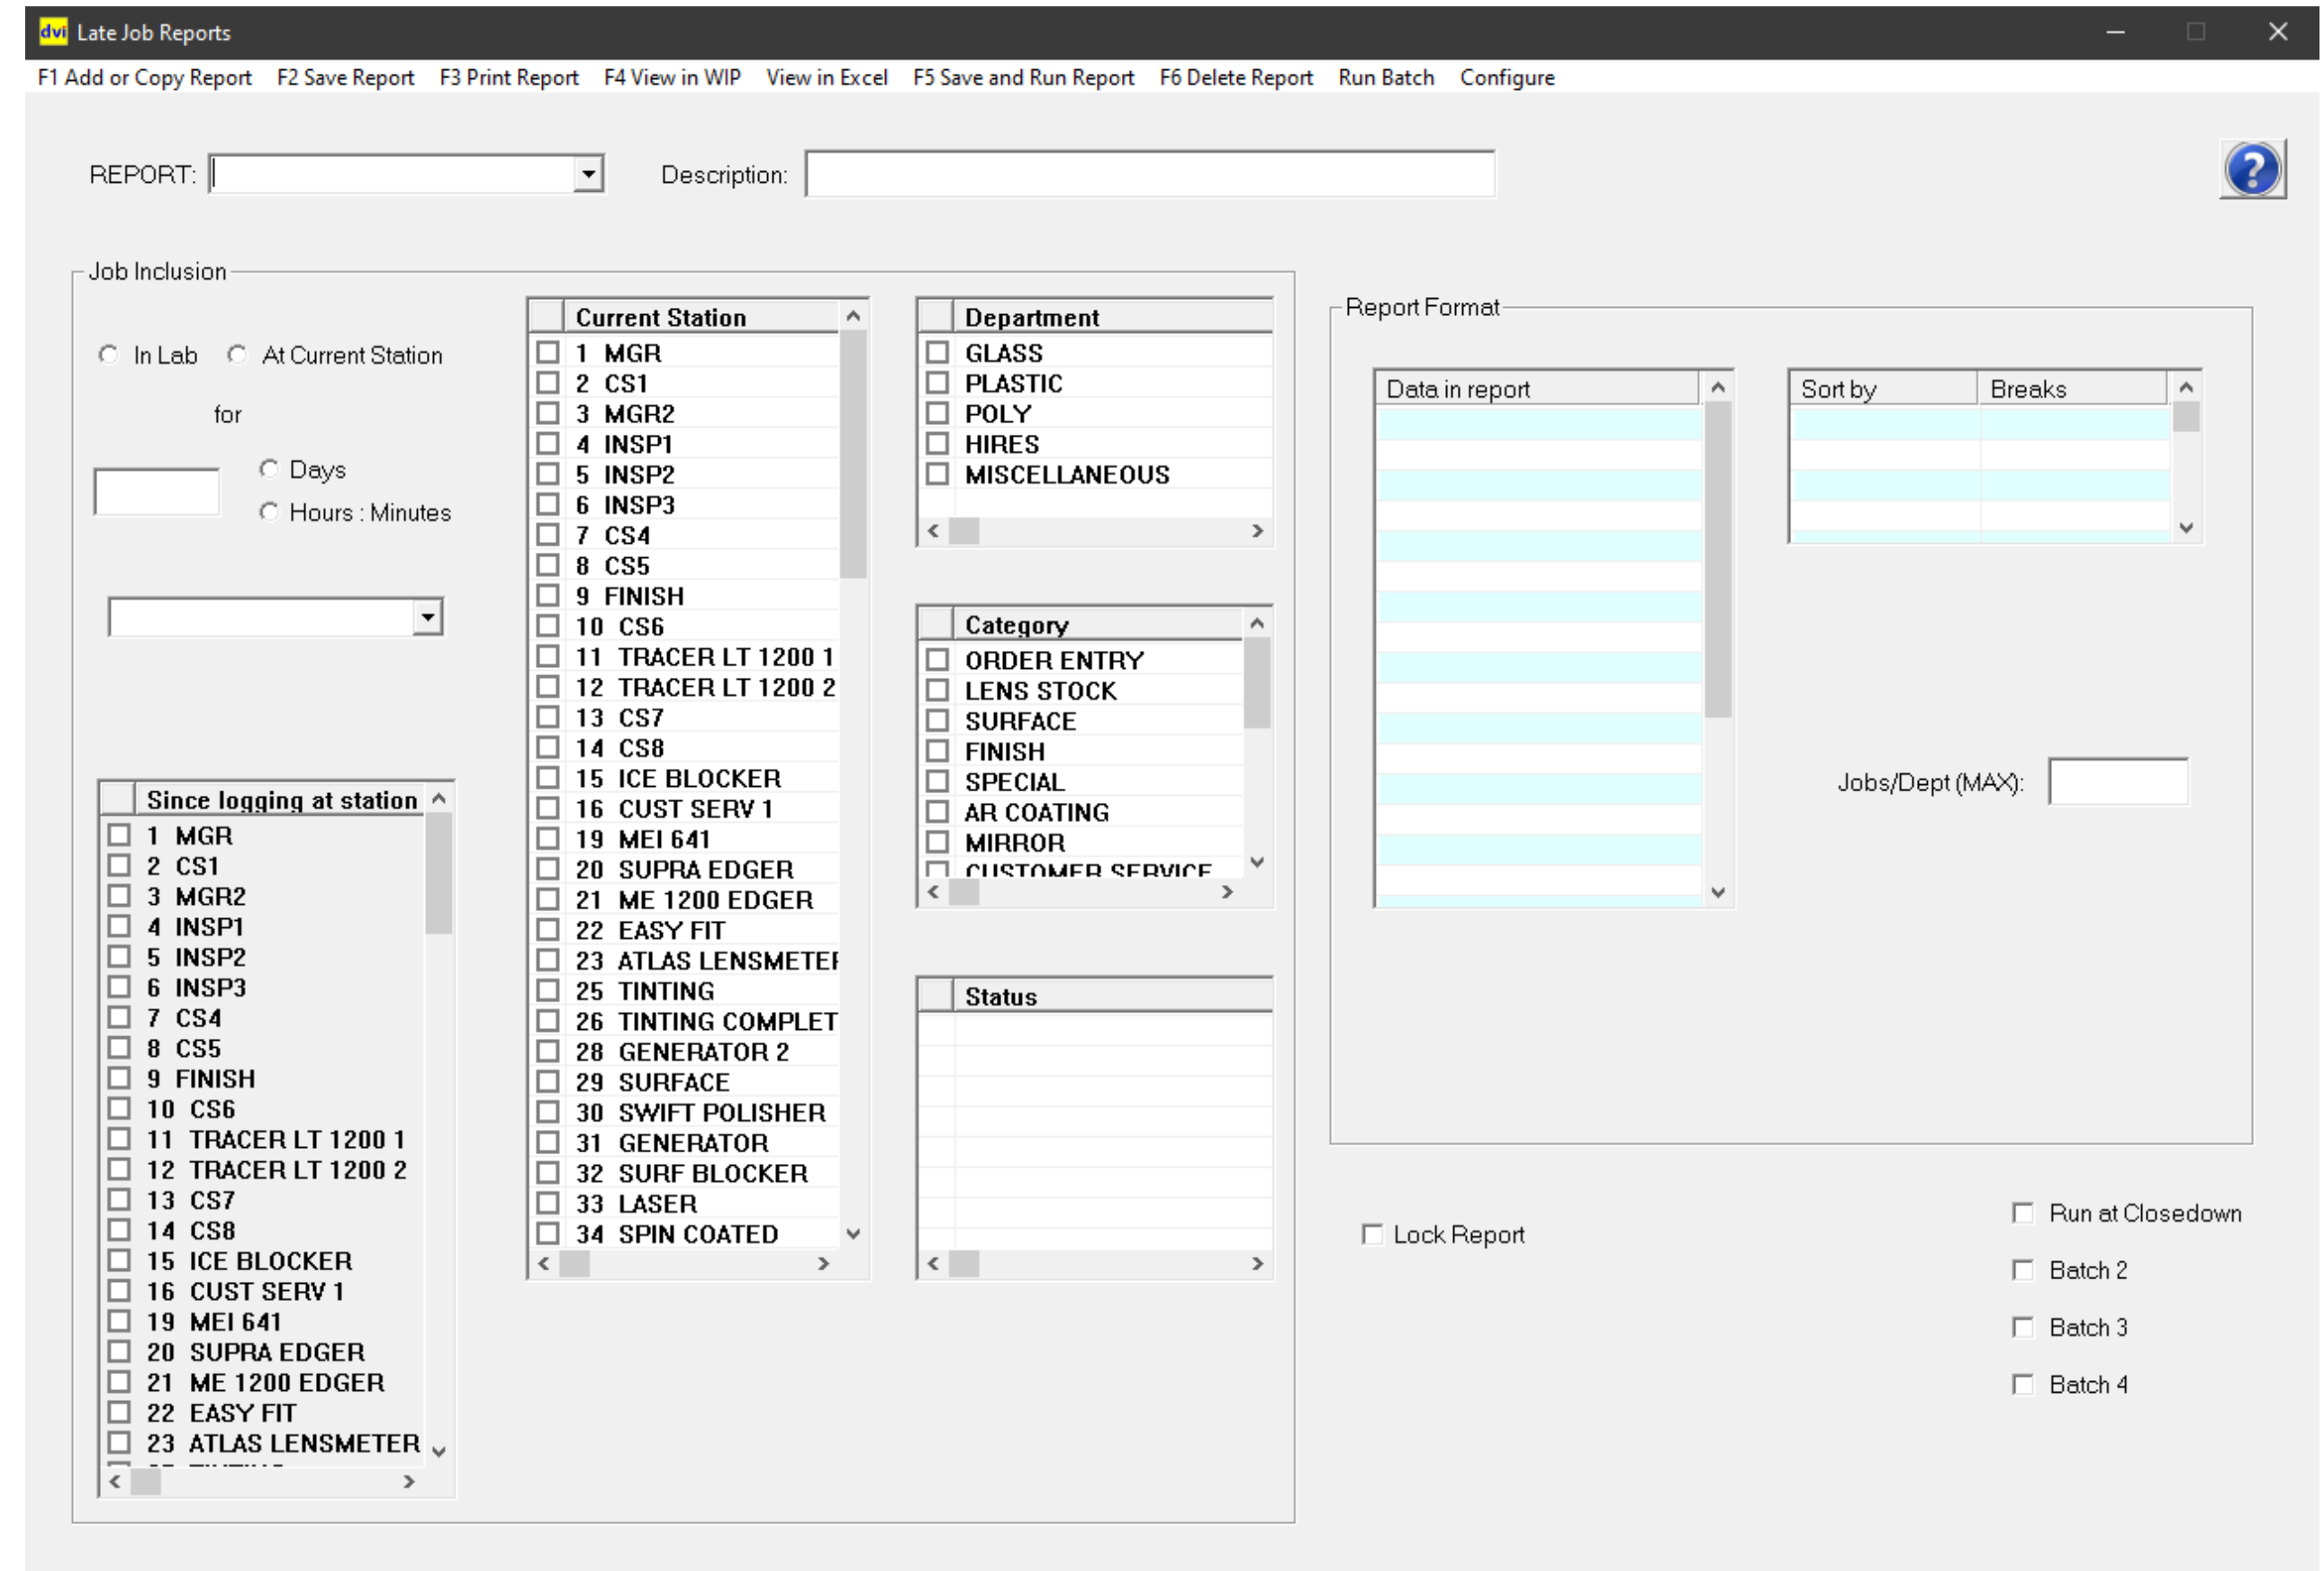 dvi Late Job Reports
F1 Add or Copy Report F2 Save Report F3 Print Report F4 View in WIP View in Excel F5 Save and Run Report F6 Delete Report Run Batch Configure
REPORT:
Description:
?
Job Inclusion
In Lab At Current Station
for
Days
Hours : Minutes
Since logging at station
1 MGR
2 CS1
3 MGR2
4 INSP1
5 INSP2
6 INSP3
7 CS4
8 CS5
9 FINISH
10 CS6
11 TRACER LT 1200 1
12 TRACER LT 1200 2
13 CS7
14 CS8
15 ICE BLOCKER
16 CUST SERV 1
19 MEI 641
20 SUPRA EDGER
21 ME 1200 EDGER
22 EASY FIT
23 ATLAS LENSMETER
Current Station
1 MGR
2 CS1
3 MGR2
4 INSP1
5 INSP2
6 INSP3
7 CS4
8 CS5
9 FINISH
10 CS6
11 TRACER LT 1200 1
12 TRACER LT 1200 2
13 CS7
14 CS8
15 ICE BLOCKER
16 CUST SERV 1
19 MEI 641
20 SUPRA EDGER
21 ME 1200 EDGER
22 EASY FIT
23 ATLAS LENSMETER
25 TINTING
26 TINTING COMPLET
28 GENERATOR 2
29 SURFACE
30 SWIFT POLISHER
31 GENERATOR
32 SURF BLOCKER
33 LASER
34 SPIN COATED
Department
GLASS
PLASTIC
POLY
HIRES
MISCELLANEOUS
Category
ORDER ENTRY
LENS STOCK
SURFACE
FINISH
SPECIAL
AR COATING
MIRROR
CUSTOMER SERVICE
Status
Report Format
Data in report
Sort by Breaks
Jobs/Dept (MAX):
Lock Report
Run at Closedown
Batch 2
Batch 3
Batch 4